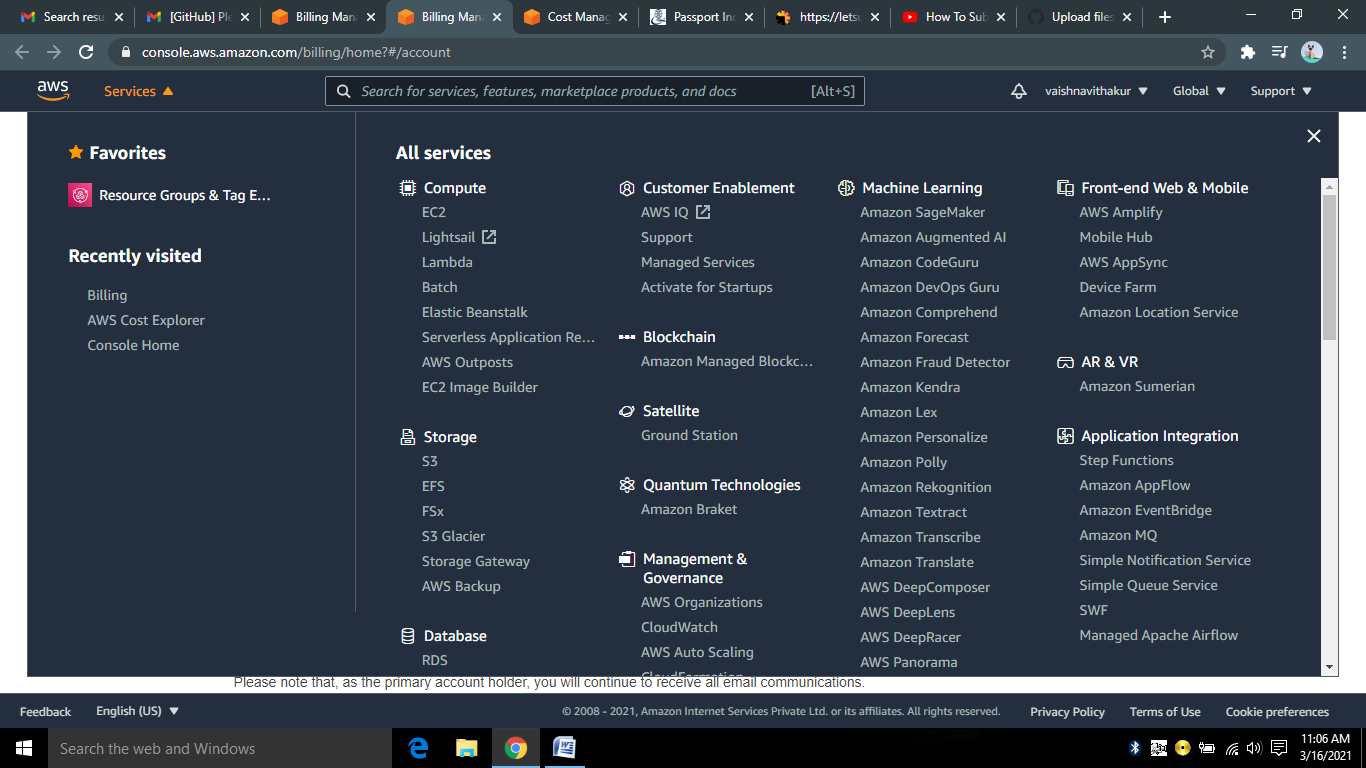 Search resu
[GitHub] Ple
Billing Man
Billing Man
Cost Manag
Passport Inc
https://letsu
How To Sub
Upload files
console.aws.amazon.com/billing/home?#/account
aws
Services
Search for services, features, marketplace products, and docs
[Alt+S]
vaishnavithakur
Global
Support
Favorites
Resource Groups & Tag E...
Recently visited
Billing
AWS Cost Explorer
Console Home
All services
Compute
EC2
Lightsail
Lambda
Batch
Elastic Beanstalk
Serverless Application Re...
AWS Outposts
EC2 Image Builder
Storage
S3
EFS
FSx
S3 Glacier
Storage Gateway
AWS Backup
Database
RDS
Customer Enablement
AWS IQ
Support
Managed Services
Activate for Startups
Blockchain
Amazon Managed Blockc...
Satellite
Ground Station
Quantum Technologies
Amazon Braket
Management &
Governance
AWS Organizations
CloudWatch
AWS Auto Scaling
CloudFormation
Machine Learning
Amazon SageMaker
Amazon Augmented AI
Amazon CodeGuru
Amazon DevOps Guru
Amazon Comprehend
Amazon Forecast
Amazon Fraud Detector
Amazon Kendra
Amazon Lex
Amazon Personalize
Amazon Polly
Amazon Rekognition
Amazon Textract
Amazon Transcribe
Amazon Translate
AWS DeepComposer
AWS DeepLens
AWS DeepRacer
AWS Panorama
Front-end Web & Mobile
AWS Amplify
Mobile Hub
AWS AppSync
Device Farm
Amazon Location Service
AR & VR
Amazon Sumerian
Application Integration
Step Functions
Amazon AppFlow
Amazon EventBridge
Amazon MQ
Simple Notification Service
Simple Queue Service
SWF
Managed Apache Airflow
Please note that, as the primary account holder, you will continue to receive all email communications.
Feedback
English (US)
© 2008 - 2021, Amazon Internet Services Private Ltd. or its affiliates. All rights reserved.
Privacy Policy
Terms of Use
Cookie preferences
Search the web and Windows
11:06 AM
3/16/2021